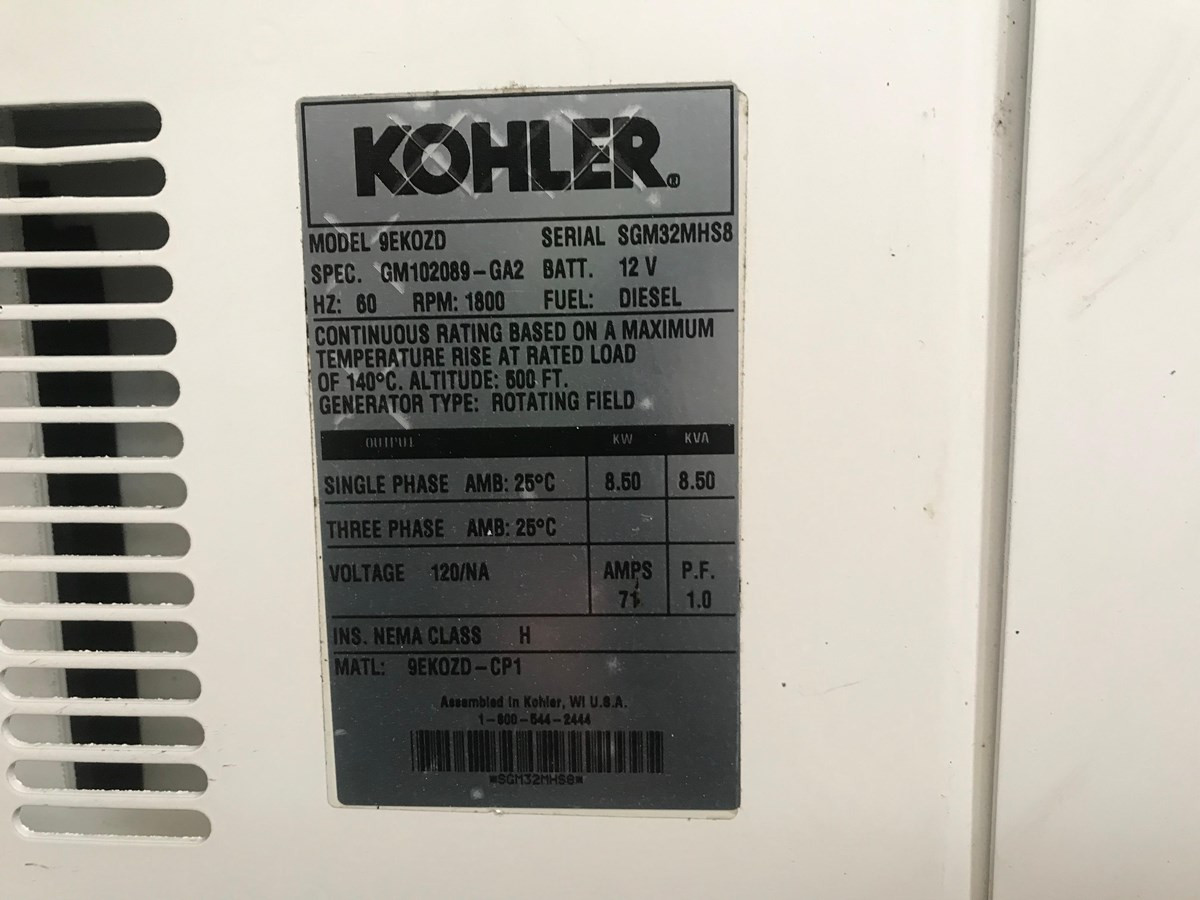 KOHLER®
MODEL 9EKOZD SERIAL SGM32MHS8
SPEC. GM102089-GA2 BATT. 12 V
HZ: 60 RPM: 1800 FUEL: DIESEL
CONTINUOUS RATING BASED ON A MAXIMUM
TEMPERATURE RISE AT RATED LOAD
OF 140°C. ALTITUDE: 500 FT.
GENERATOR TYPE: ROTATING FIELD
OUTPUT KW KVA
SINGLE PHASE AMB: 25°C 8.50 8.50
THREE PHASE AMB: 25°C
VOLTAGE 120/NA AMPS P.F.
71 1.0
INS. NEMA CLASS H
MATL: 9EKOZD-CP1
Assembled in Kohler, WI U.S.A.
1-800-544-2444
*SGM32MHS8*